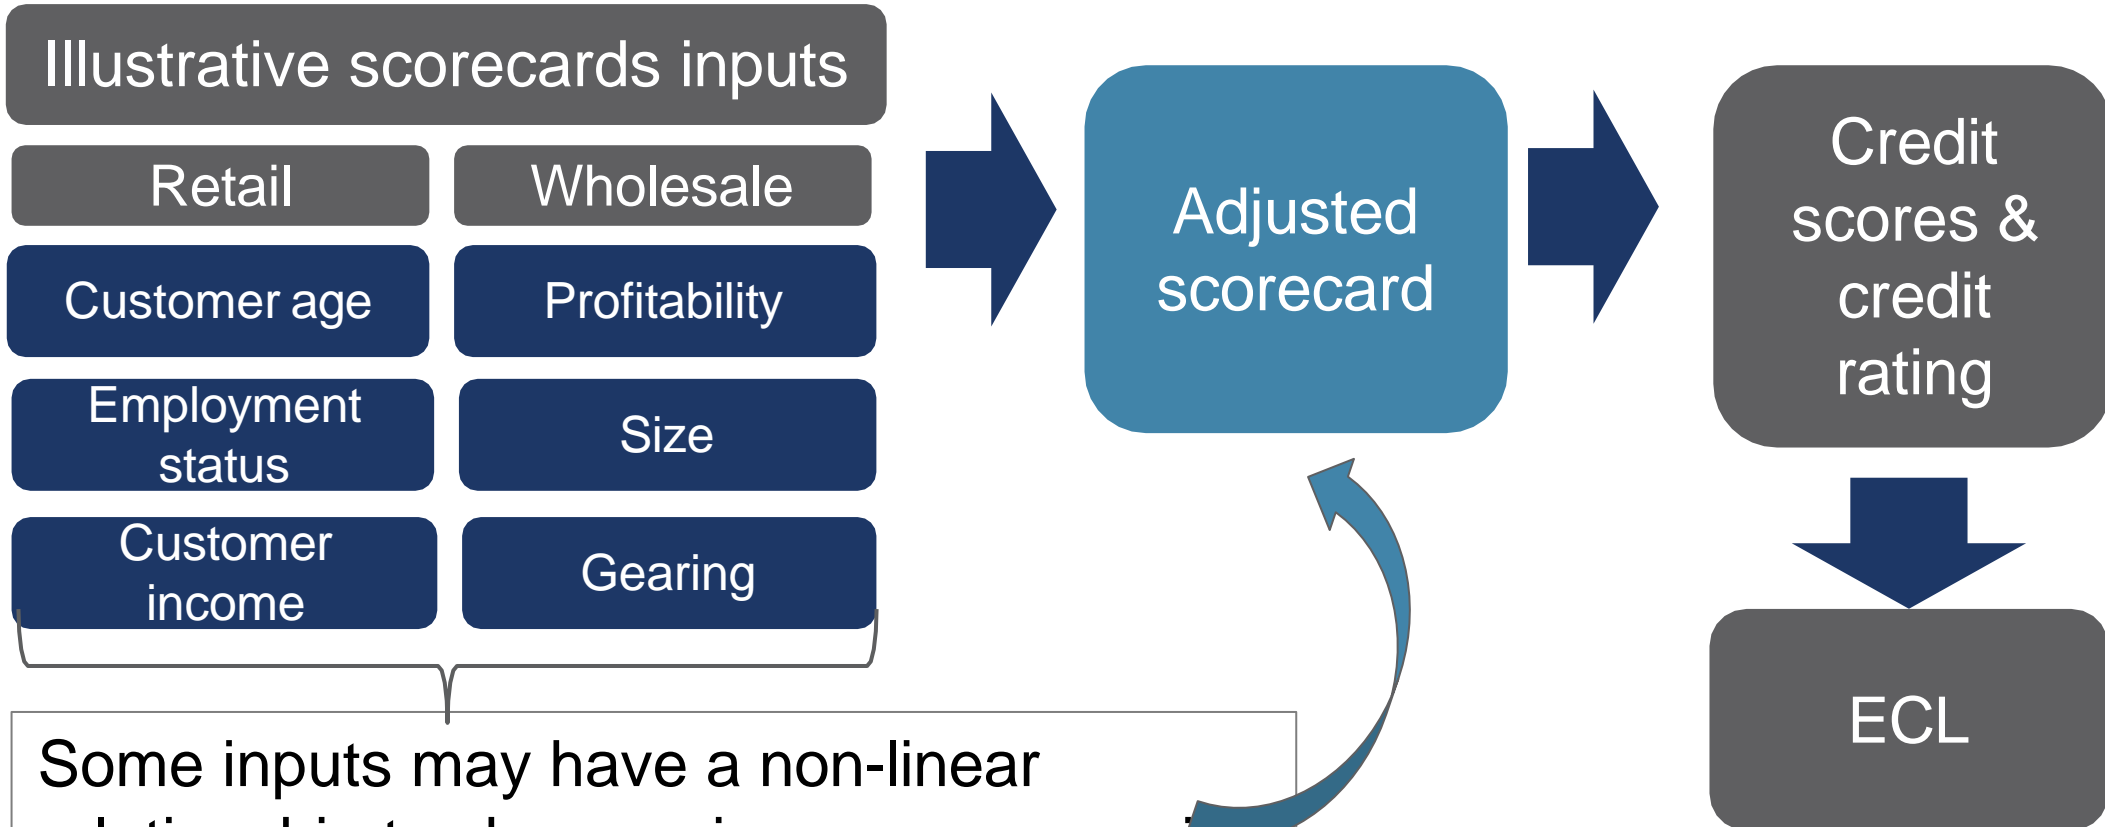 Illustrative scorecards inputs
Retail
Wholesale
Customer age
Profitability
Employment
status
Size
Customer
income
Gearing
Adjusted
scorecard
Credit
scores &
credit
rating
ECL
Some inputs may have a non-linear